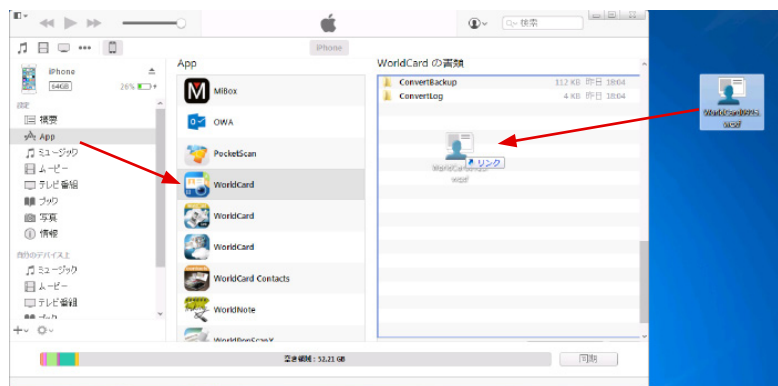 検索
iPhone
iPhone
64GB
26%
設定
概要
App
ミュージック
ムービー
テレビ番組
ブック
写真
情報
自分のデバイス上
ミュージック
ムービー
テレビ番組
App
M MiBox
OWA
PocketScan
WorldCard
WorldCard
WorldCard
WorldCard Contacts
WorldNote
WorldPenScan X
WorldCard の書類
ConvertBackup 112 KB 昨日 18:04
ConvertLog 4 KB 昨日 18:04
リンク
.wxf
空き領域 : 52.21 GB
同期